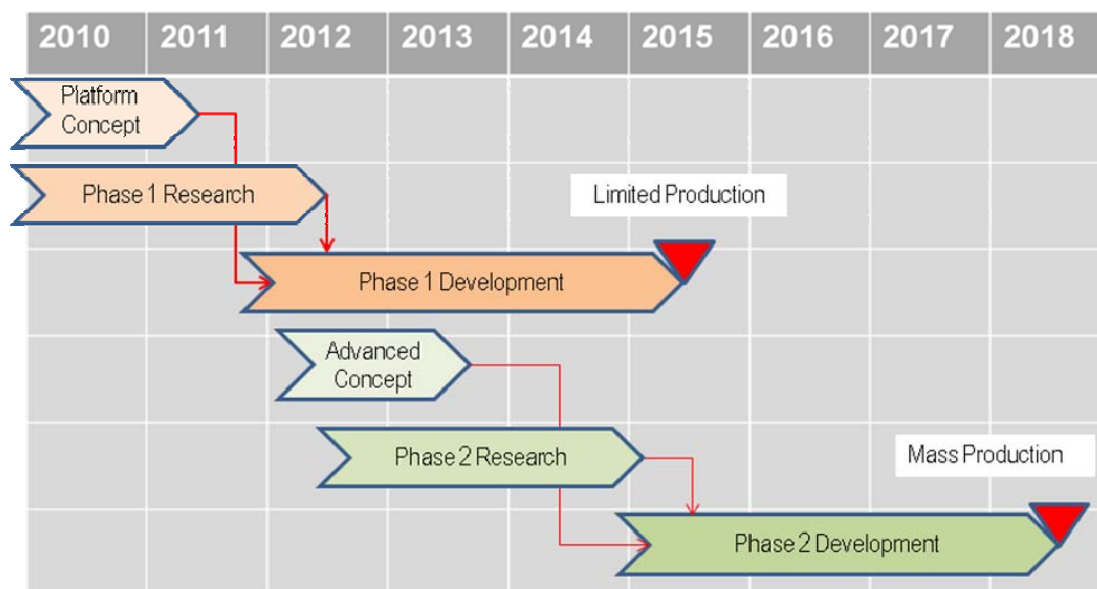 2010 2011 2012 2013 2014 2015 2016 2017 2018
Platform
Concept
Phase 1 Research
Limited Production
Phase 1 Development
Advanced
Concept
Phase 2 Research
Mass Production
Phase 2 Development